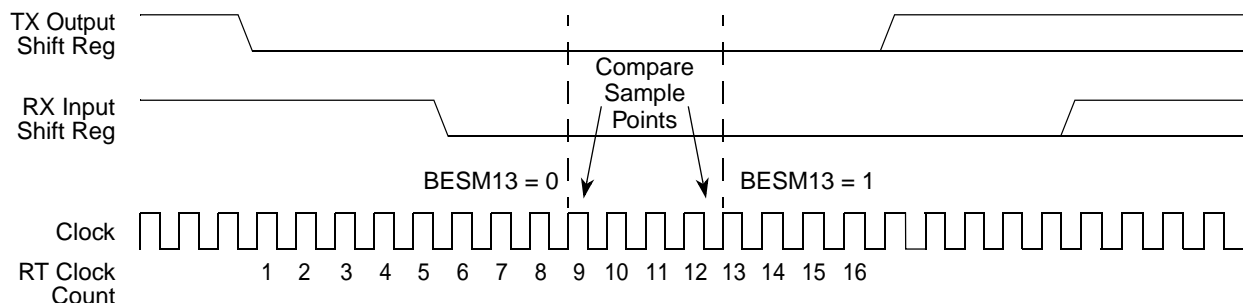 TX Output
Shift Reg
RX Input
Shift Reg
Compare
Sample
Points
BESM13 = 0
BESM13 = 1
Clock
RT Clock
Count
1 2 3 4 5 6 7 8 9 10 11 12 13 14 15 16